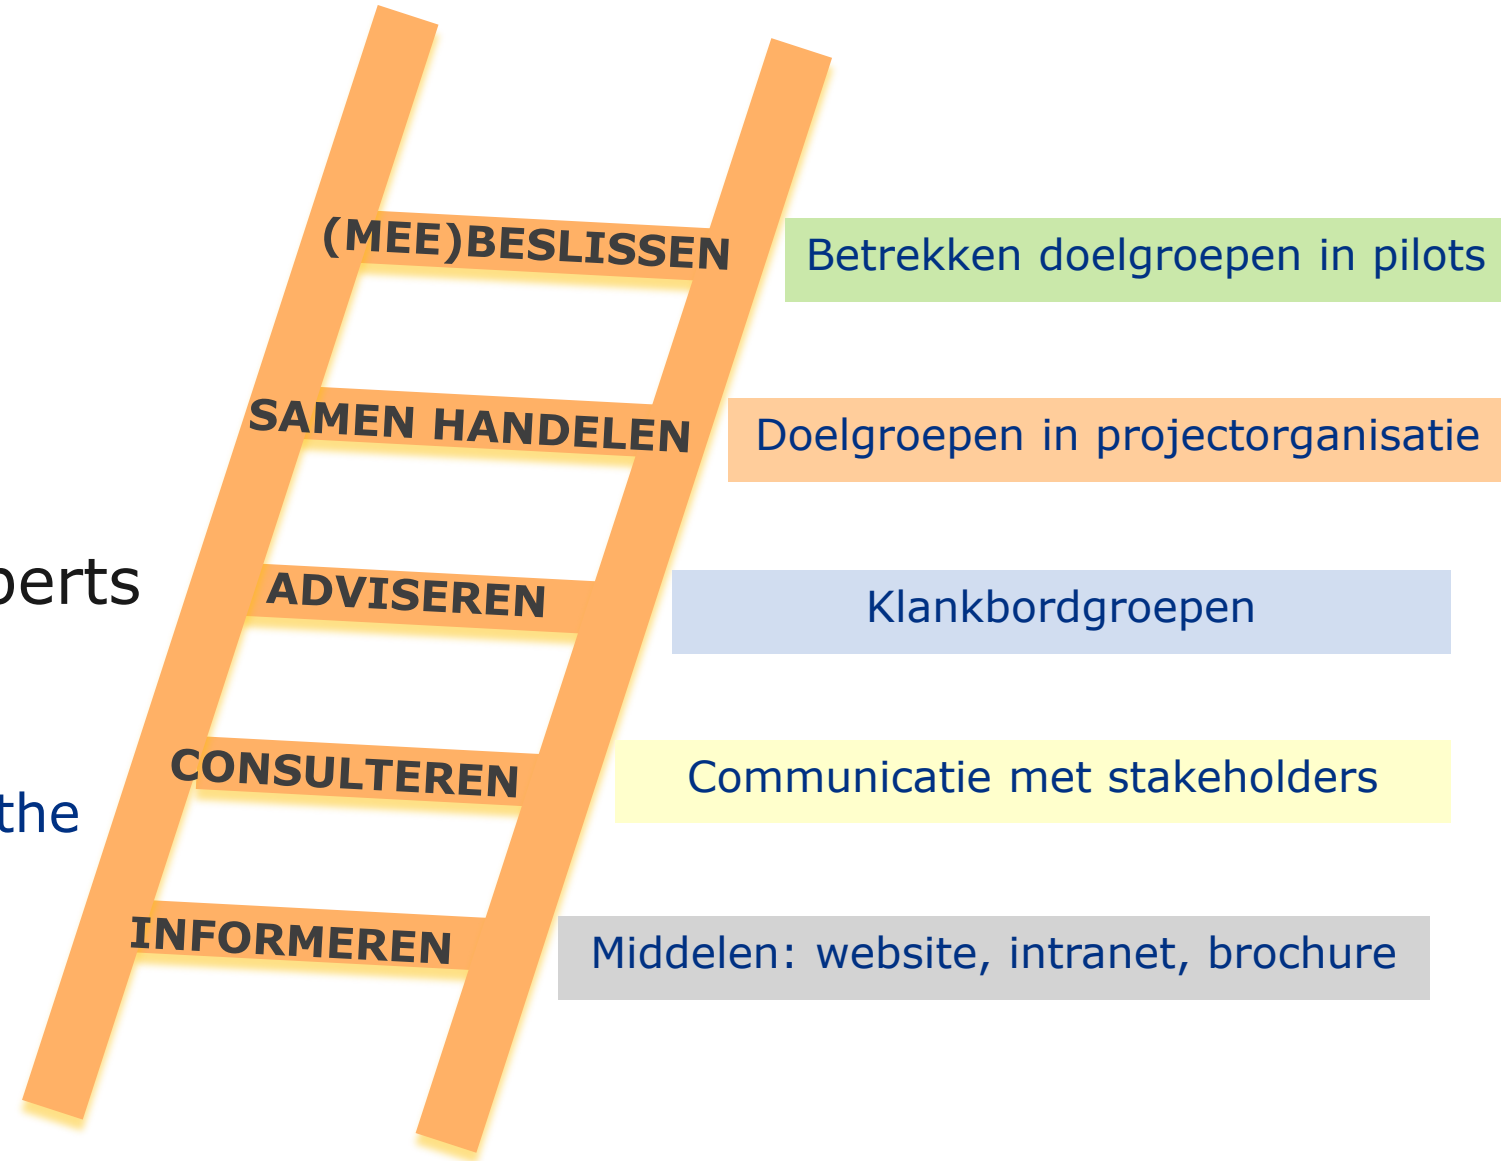 (MEE)BESLISSEN
Betrekken doelgroepen in pilots
SAMEN HANDELEN
Doelgroepen in projectorganisatie
perts
ADVISEREN
Klankbordgroepen
CONSULTEREN
Communicatie met stakeholders
the
INFORMEREN
Middelen: website, intranet, brochure